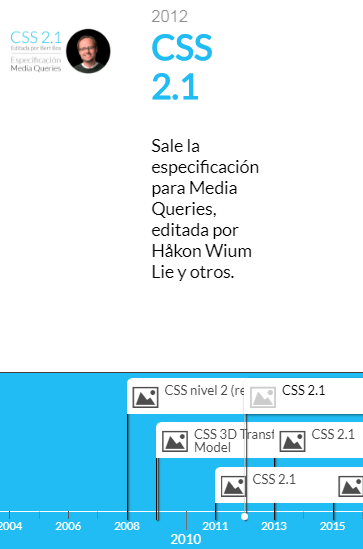 2012
CSS
2.1
CSS 2.1
Editada por Bert Bos
Especificación
Media Queries
Sale la
especificación
para Media
Queries,
editada por
Håkon Wium
Lie y otros.
CSS nivel 2 (re
CSS 2.1
CSS 3D Transf
Model
CSS 2.1
CSS 2.1
2004
2006
2008
2010
2011
2013
2015